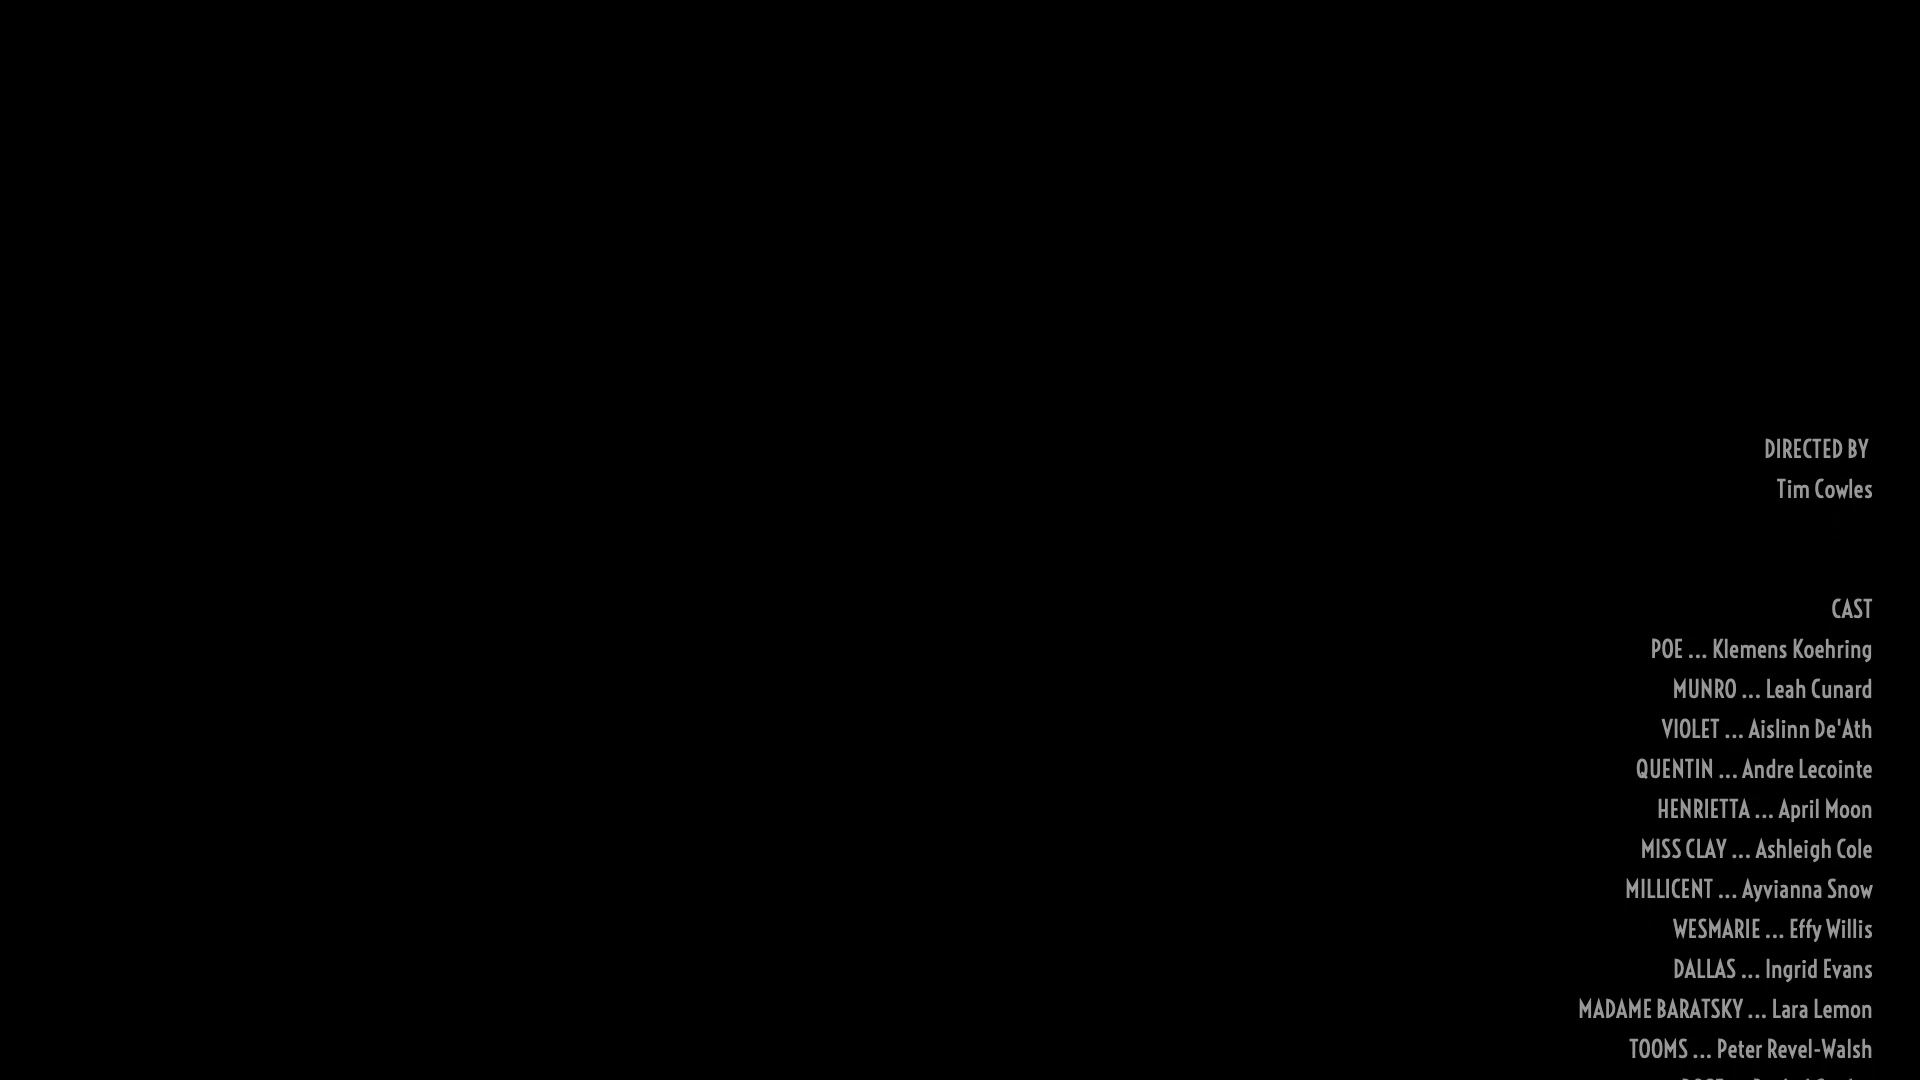 DIRECTED BY
Tim Cowles
CAST
POE ... Klemens Koehring
MUNRO ... Leah Cunard
VIOLET ... Aislinn De'Ath
QUENTIN ... Andre Lecointe
HENRIETTA ... April Moon
MISS CLAY ... Ashleigh Cole
MILLICENT ... Ayvianna Snow
WESMARIE ... Effy Willis
DALLAS ... Ingrid Evans
MADAME BARATSKY ... Lara Lemon
TOOMS ... Peter Revel-Walsh